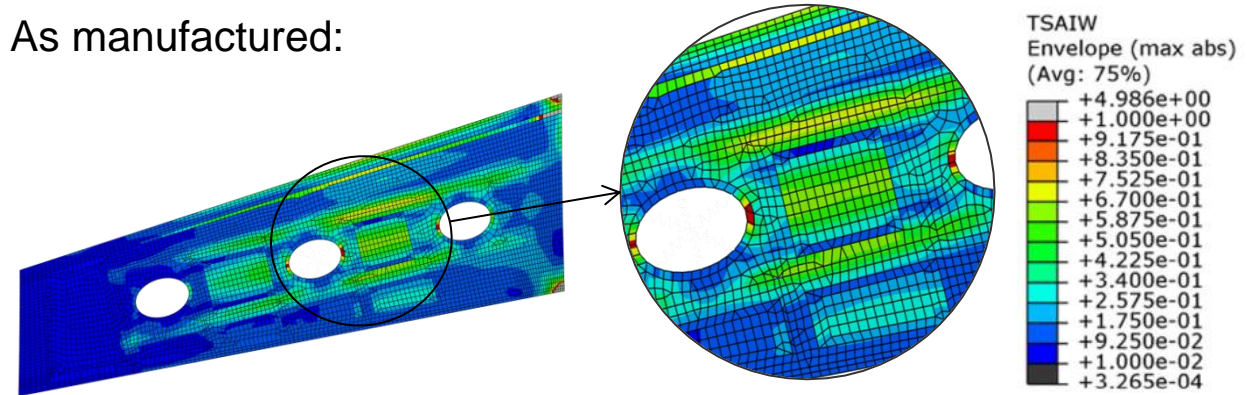 As manufactured:
TSAIW
Envelope (max abs)
(Avg: 75%)
+4.986e+00
+1.000e+00
+9.175e-01
+8.350e-01
+7.525e-01
+6.700e-01
+5.875e-01
+5.050e-01
+4.225e-01
+3.400e-01
+2.575e-01
+1.750e-01
+9.250e-02
+1.000e-02
+3.265e-04